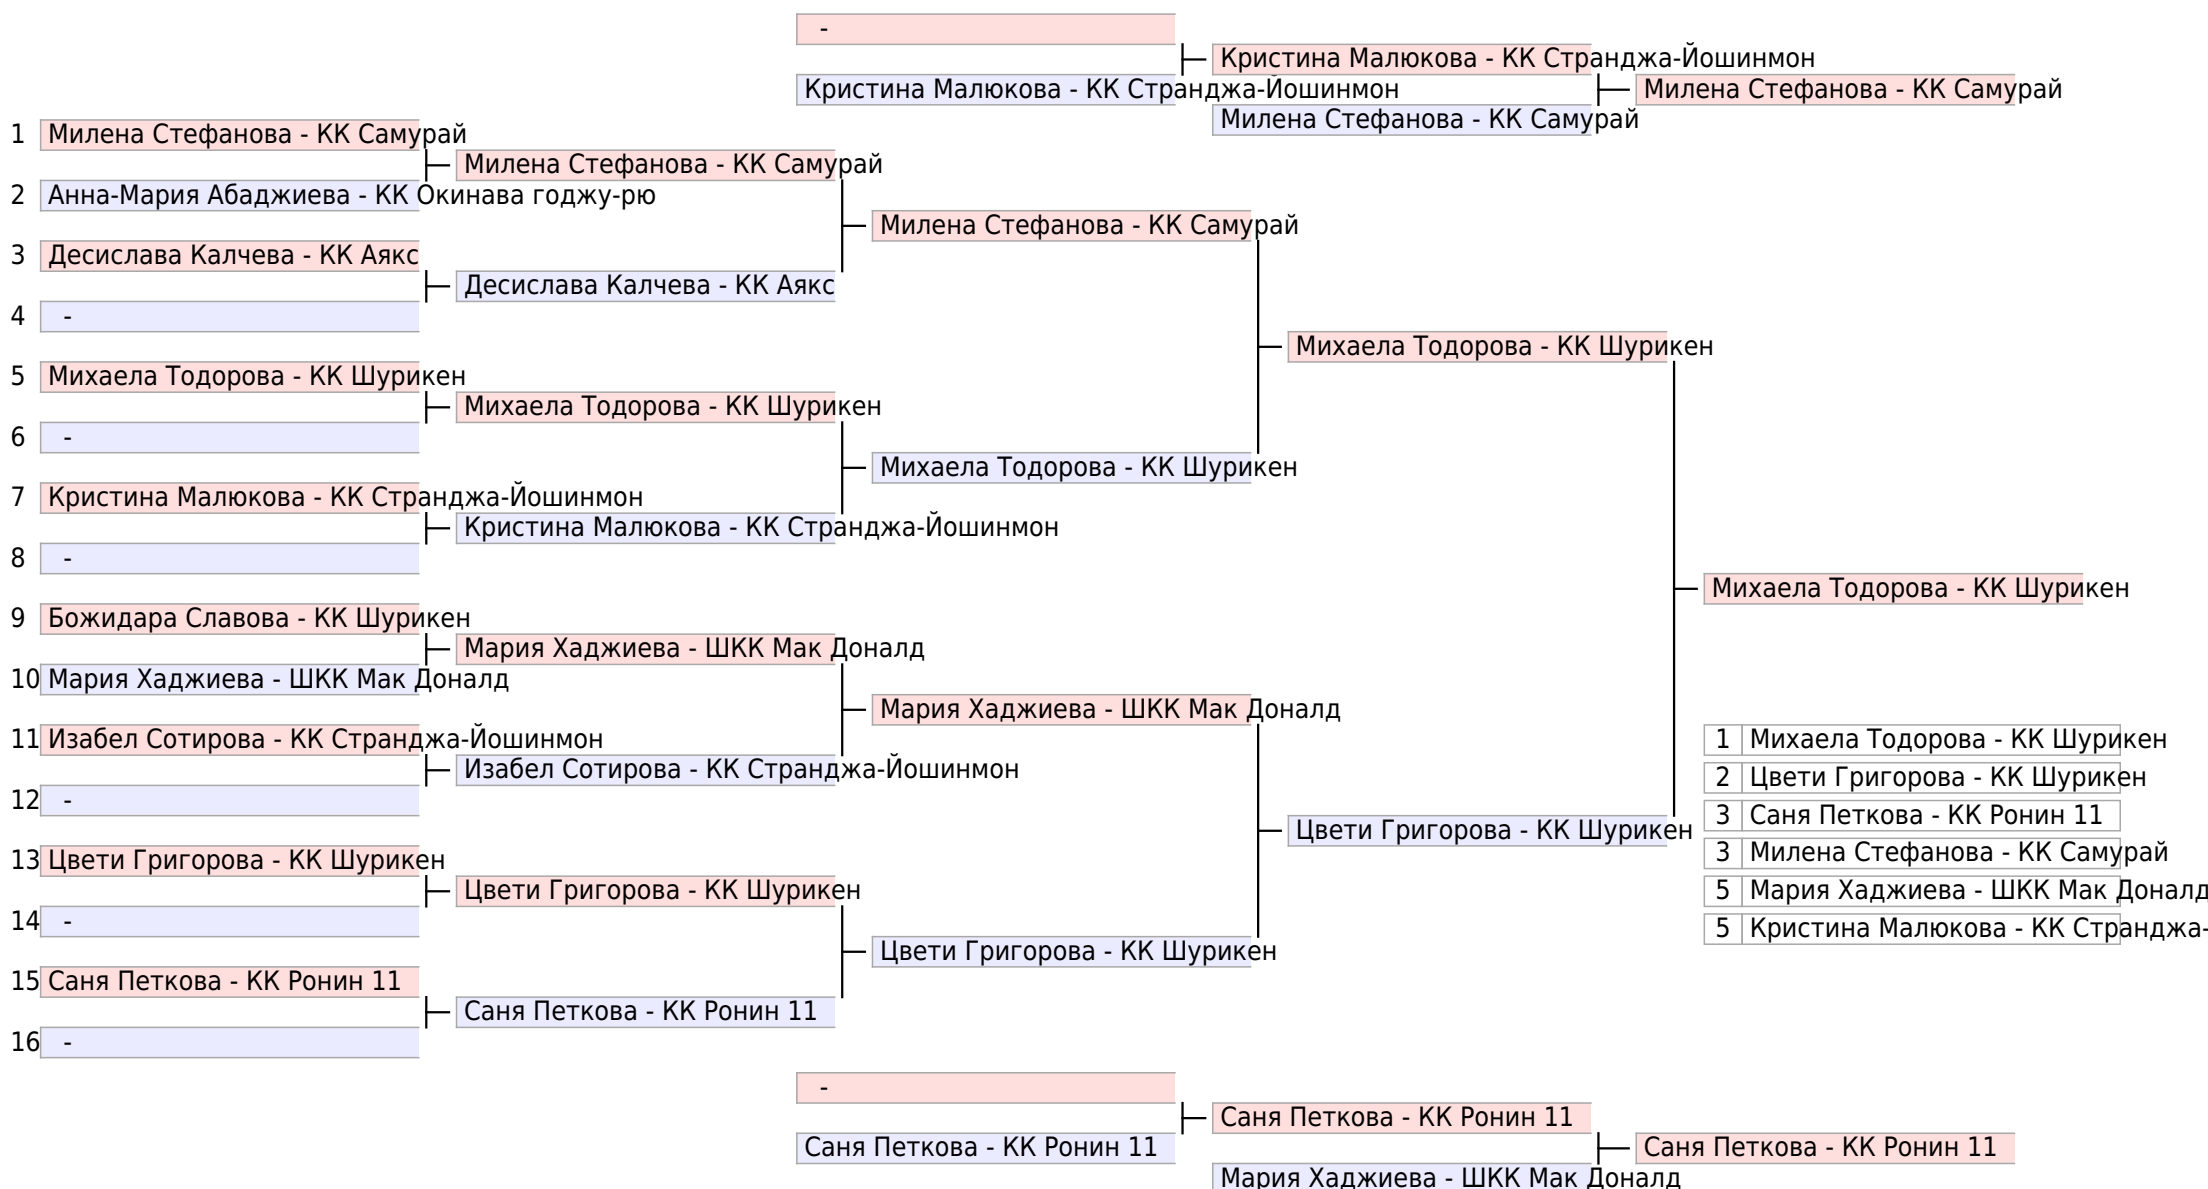 -
Кристина Малюкова - КК Странджа-Йошинмон
Кристина Малюкова - КК Странджа-Йошинмон
Милена Стефанова - КК Самурай
Милена Стефанова - КК Самурай
1 Милена Стефанова - КК Самурай
Милена Стефанова - КК Самурай
2 Анна-Мария Абаджиева - КК Окинава годжу-рю
Милена Стефанова - КК Самурай
3 Десислава Калчева - КК Аякс
Десислава Калчева - КК Аякс
4 -
Михаела Тодорова - КК Шурикен
5 Михаела Тодорова - КК Шурикен
Михаела Тодорова - КК Шурикен
6 -
Михаела Тодорова - КК Шурикен
7 Кристина Малюкова - КК Странджа-Йошинмон
Кристина Малюкова - КК Странджа-Йошинмон
8 -
Михаела Тодорова - КК Шурикен
9 Божидара Славова - КК Шурикен
Мария Хаджиева - ШКК Мак Доналд
10 Мария Хаджиева - ШКК Мак Доналд
Мария Хаджиева - ШКК Мак Доналд
11 Изабел Сотирова - КК Странджа-Йошинмон
Изабел Сотирова - КК Странджа-Йошинмон
12 -
Цвети Григорова - КК Шурикен
13 Цвети Григорова - КК Шурикен
Цвети Григорова - КК Шурикен
14 -
Цвети Григорова - КК Шурикен
15 Саня Петкова - КК Ронин 11
Саня Петкова - КК Ронин 11
16 -
1 Михаела Тодорова - КК Шурикен
2 Цвети Григорова - КК Шурикен
3 Саня Петкова - КК Ронин 11
3 Милена Стефанова - КК Самурай
5 Мария Хаджиева - ШКК Мак Доналд
5 Кристина Малюкова - КК Странджа-
-
Саня Петкова - КК Ронин 11
Саня Петкова - КК Ронин 11
Саня Петкова - КК Ронин 11
Мария Хаджиева - ШКК Мак Доналд